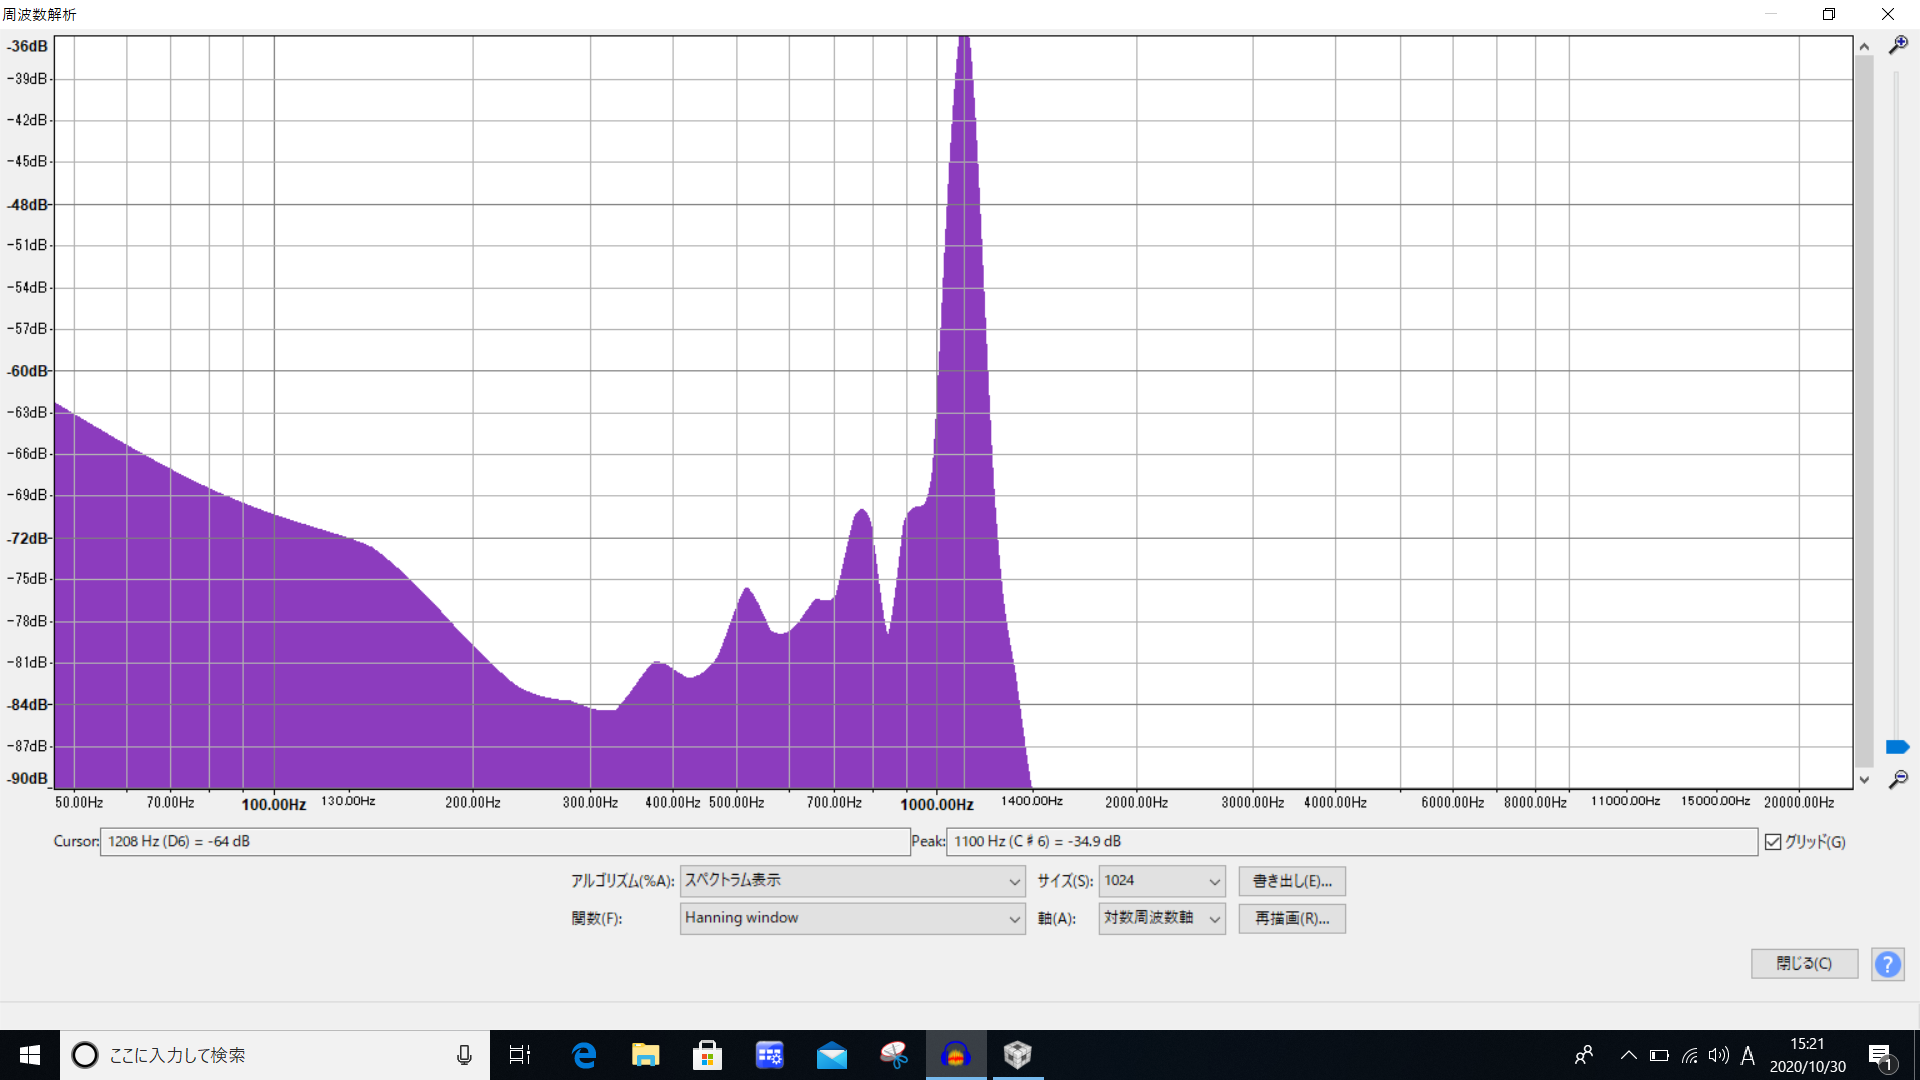 周波数解析
-36dB
-39dB
-42dB
-45dB
-48dB
-51dB
-54dB
-57dB
-60dB
-63dB
-66dB
-69dB
-72dB
-75dB
-78dB
-81dB
-84dB
-87dB
-90dB
50.00Hz 70.00Hz 100.00Hz 130.00Hz 200.00Hz 300.00Hz 400.00Hz 500.00Hz 700.00Hz 1000.00Hz 1400.00Hz 2000.00Hz 3000.00Hz 4000.00Hz 6000.00Hz 8000.00Hz 11000.00Hz 15000.00Hz 20000.00Hz
Cursor: 1208 Hz (D6) = -64 dB Peak: 1100 Hz (C♯6) = -34.9 dB グリッド(G)
アルゴリズム(%A): スペクトラム表示 サイズ(S): 1024 書き出し(E)...
関数(F): Hanning window 軸(A): 対数周波数軸 再描画(R)...
閉じる(C) ?
ここに入力して検索
A
15:21
2020/10/30
1